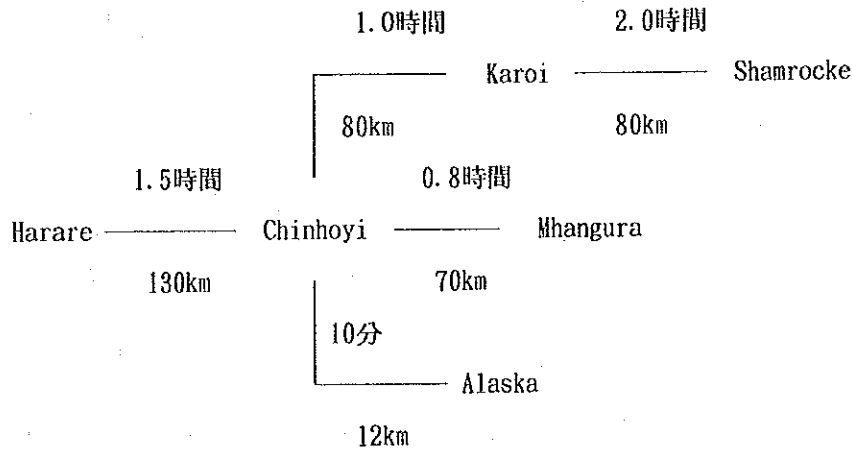 1.0時間 2.0時間
Karoi Shamrocke
80km 80km
1.5時間 0.8時間
Harare Chinhoyi Mhangura
130km 70km
10分
Alaska
12km